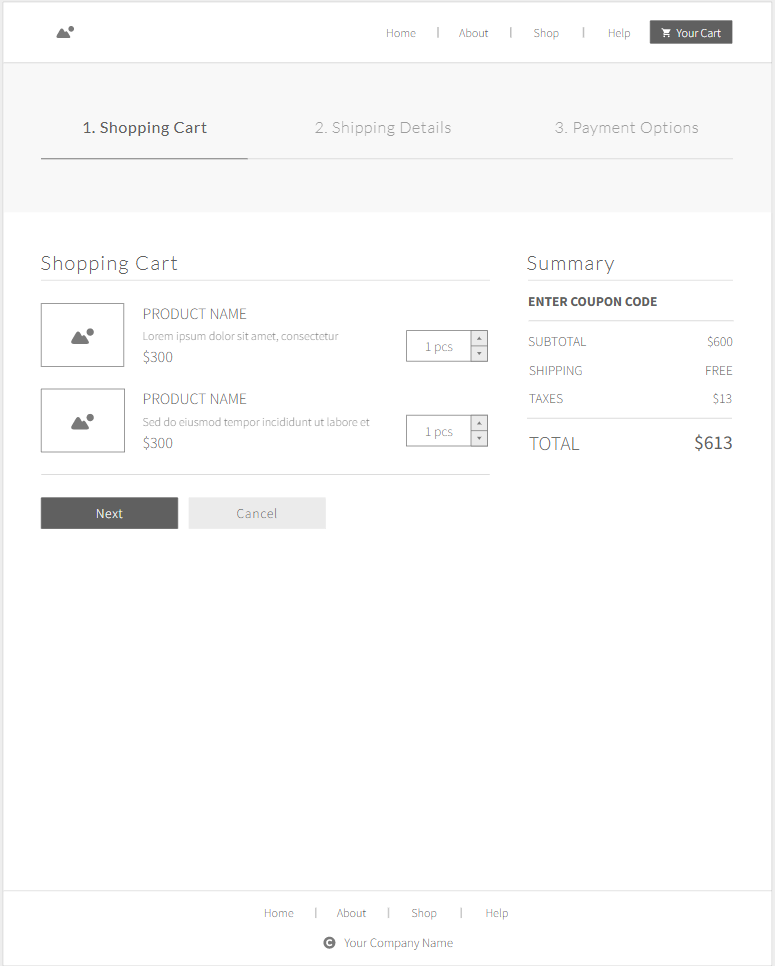 Home | About | Shop | Help Your Cart
1. Shopping Cart 2. Shipping Details 3. Payment Options
Shopping Cart
PRODUCT NAME
Lorem ipsum dolor sit amet, consectetur
$300
1 pcs
PRODUCT NAME
Sed do eiusmod tempor incididunt ut labore et
$300
1 pcs
Next Cancel
Summary
ENTER COUPON CODE
SUBTOTAL $600
SHIPPING FREE
TAXES $13
TOTAL $613
Home | About | Shop | Help
© Your Company Name